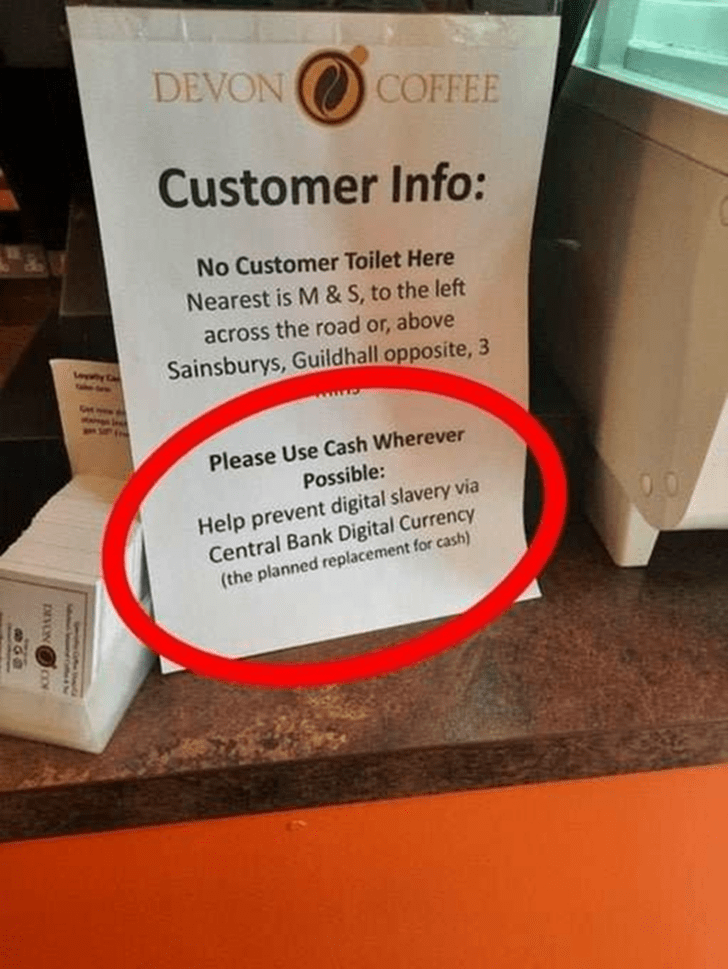 DEVON COFFEE
Customer Info:
No Customer Toilet Here
Nearest is M & S, to the left
across the road or, above
Sainsburys, Guildhall opposite, 3
Please Use Cash Wherever
Possible:
Help prevent digital slavery via
Central Bank Digital Currency
(the planned replacement for cash)
Loyalty
DEVON